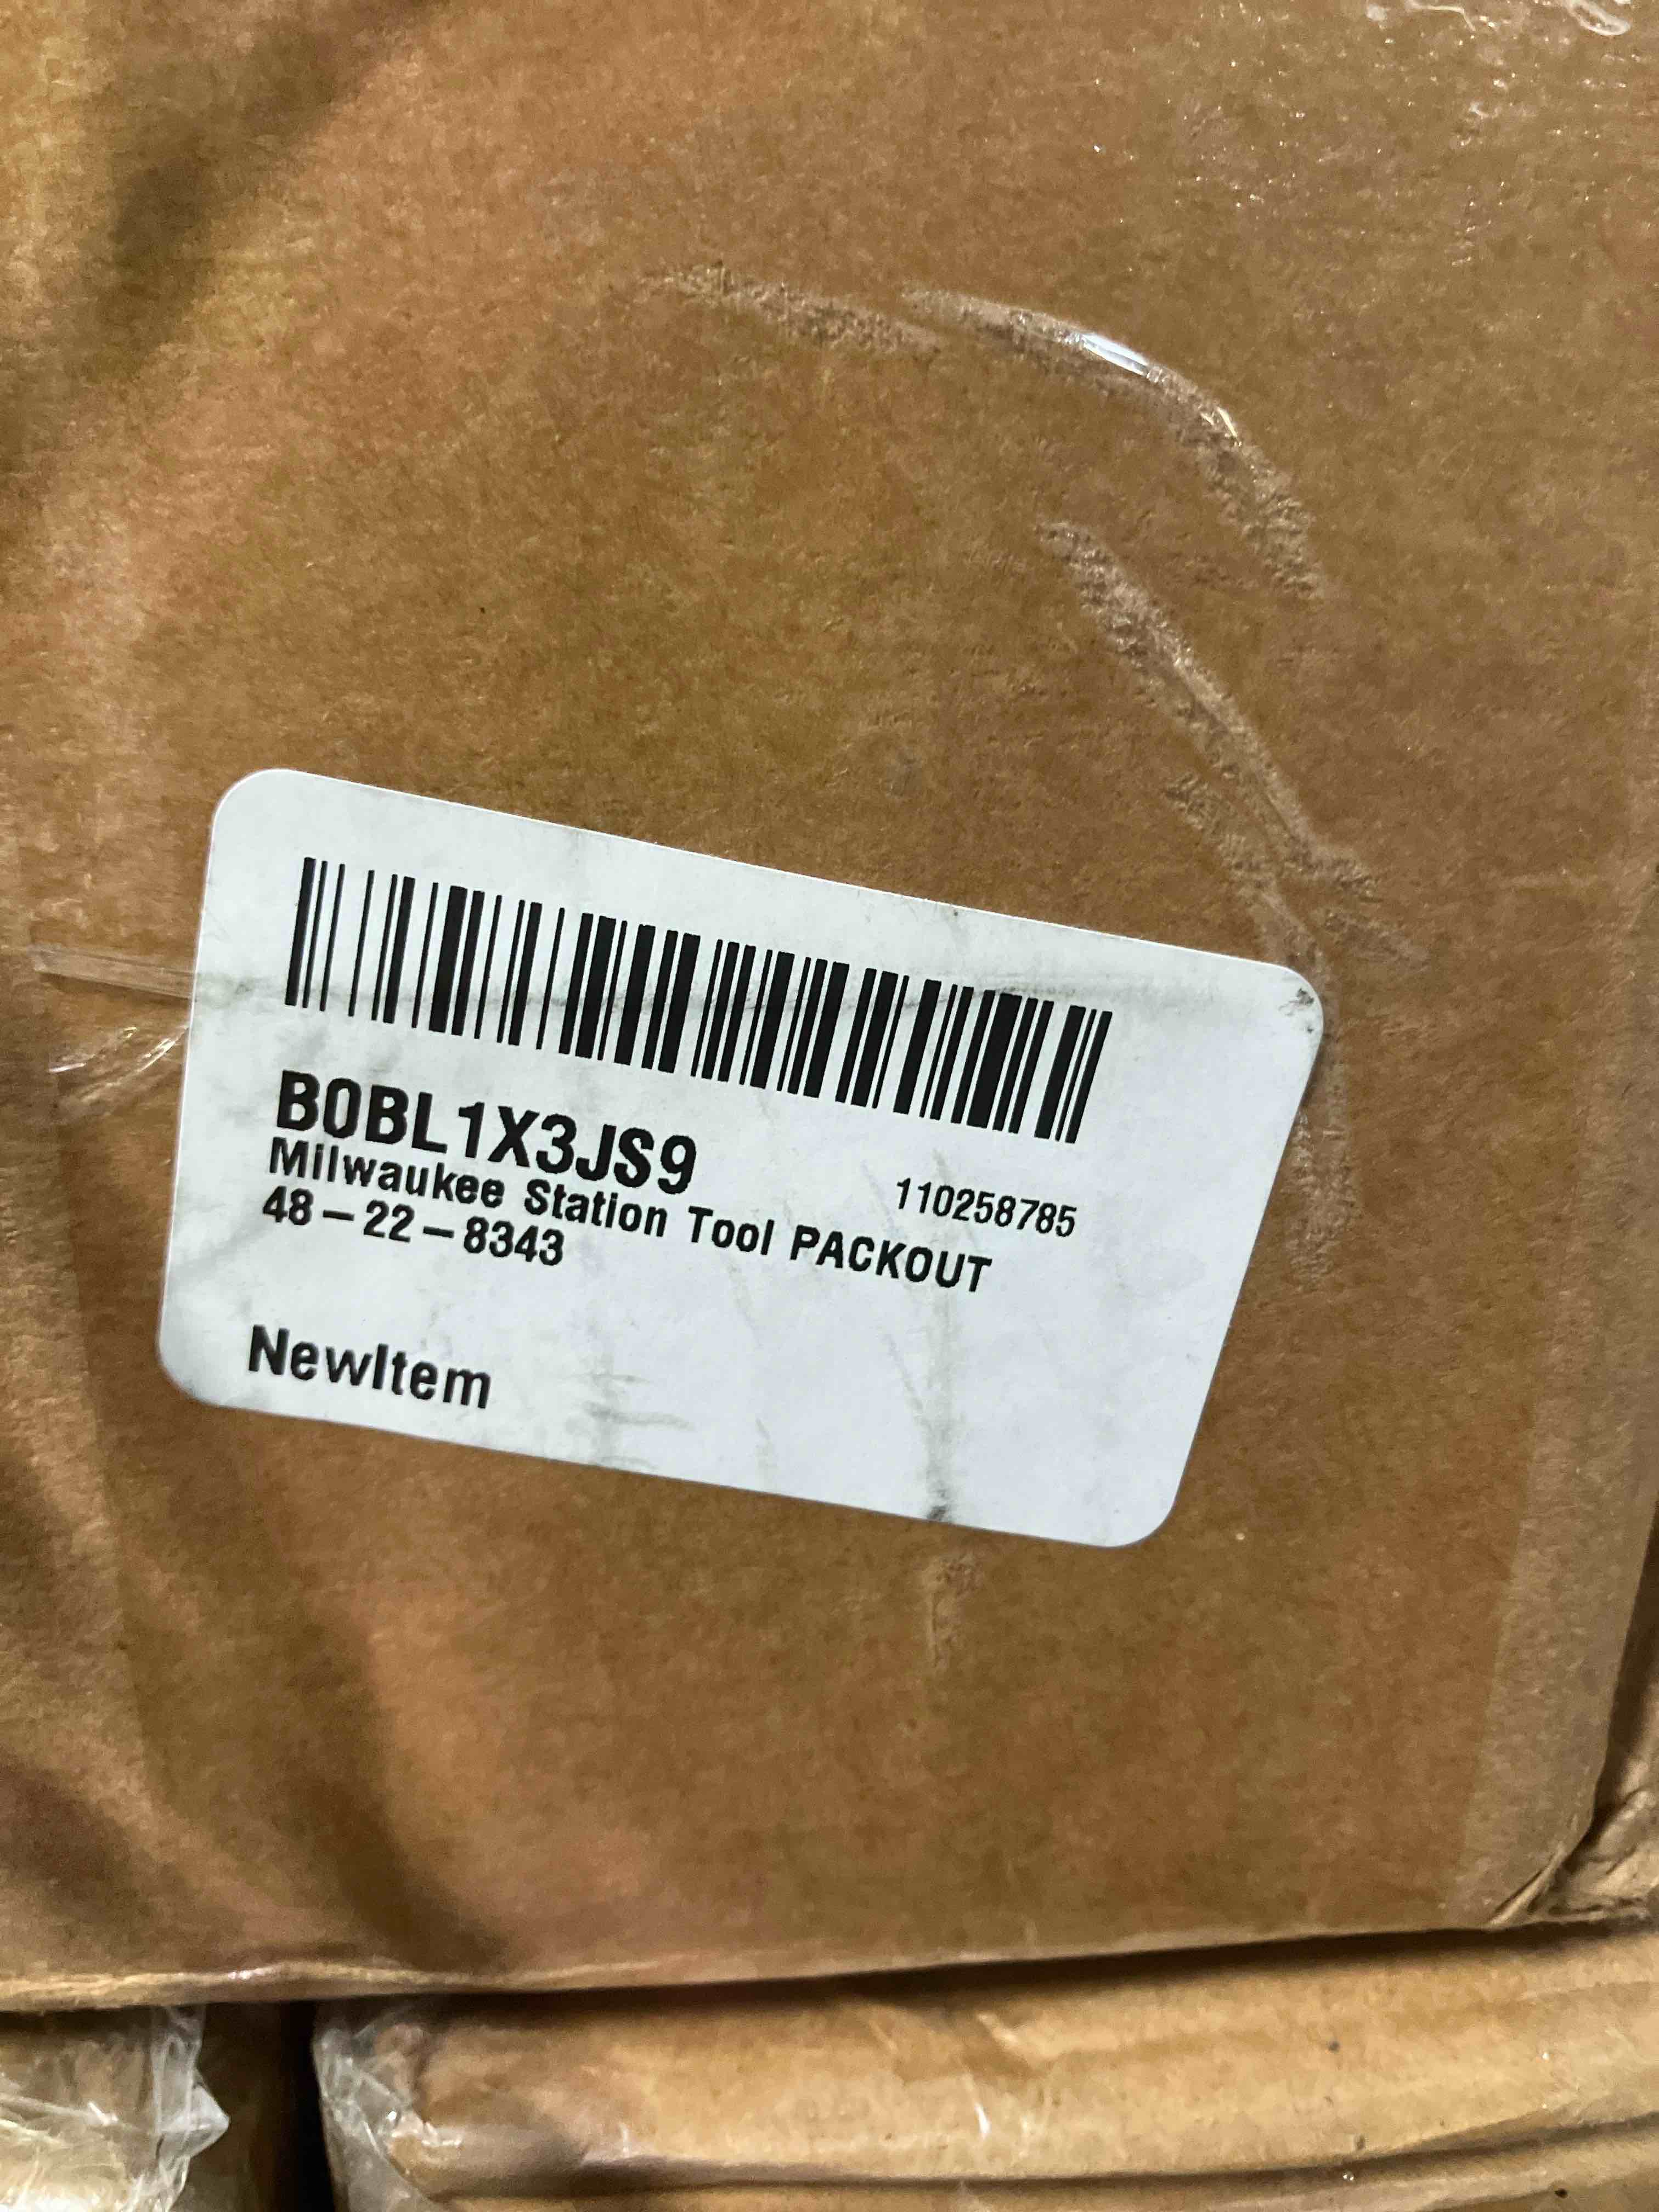 B0BL1X3JS9
110258785
Milwaukee Station Tool PACKOUT
48-22-8343
NewItem